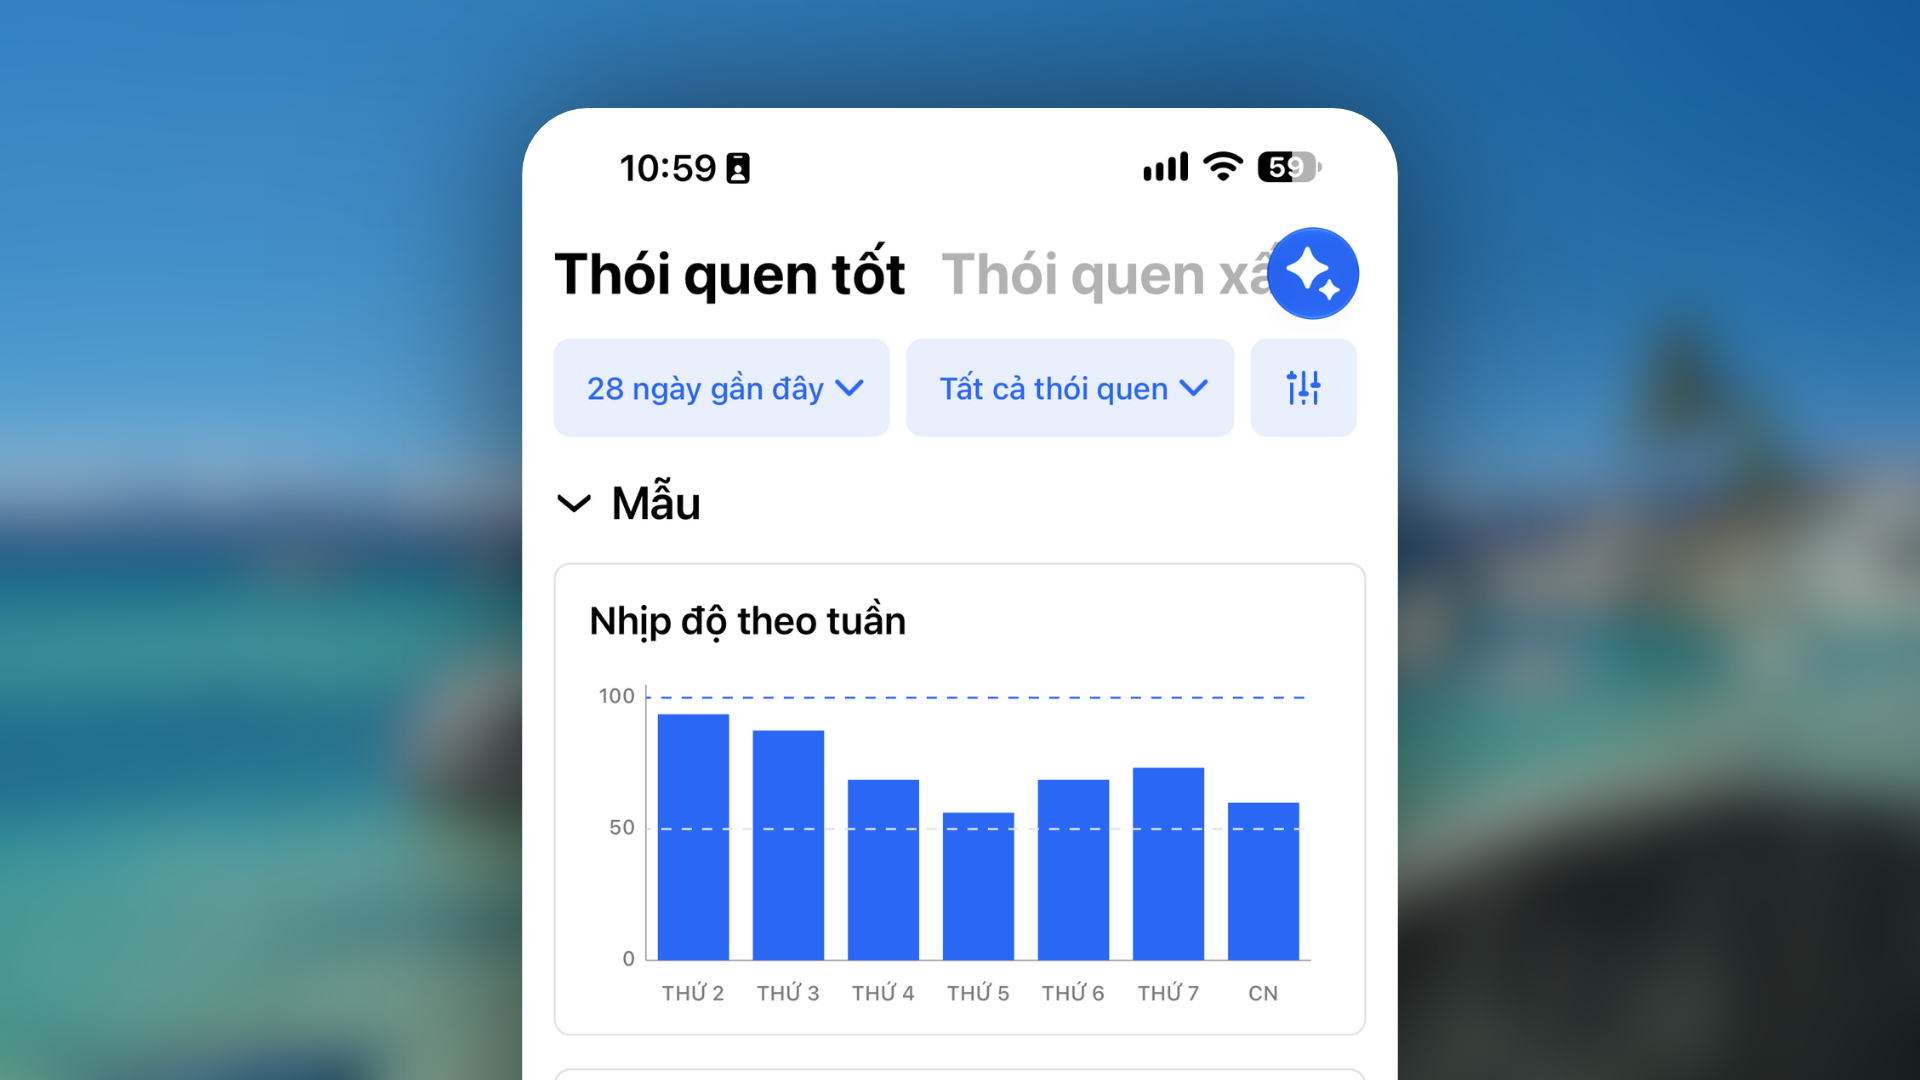 10:59
59
Thói quen tốt Thói quen
28 ngày gần đây
Tất cả thói quen
Mẫu
Nhịp độ theo tuần
100
50
0
THỨ 2 THỨ 3 THỨ 4 THỨ 5 THỨ 6 THỨ 7 CN